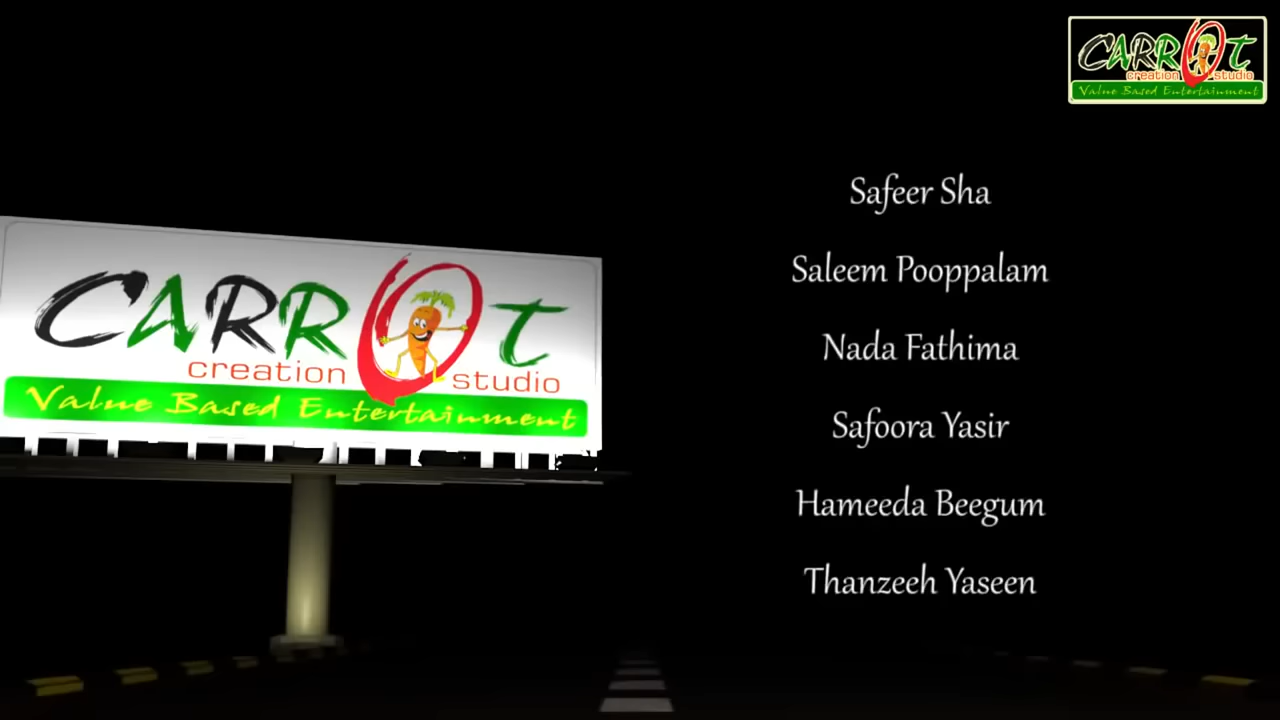 CARROT
creation studio
Value Based Entertainment
CARROT
creation studio
Value Based Entertainment
Safeer Sha
Saleem Pooppalam
Nada Fathima
Safoora Yasir
Hameeda Beegum
Thanzeeh Yaseen